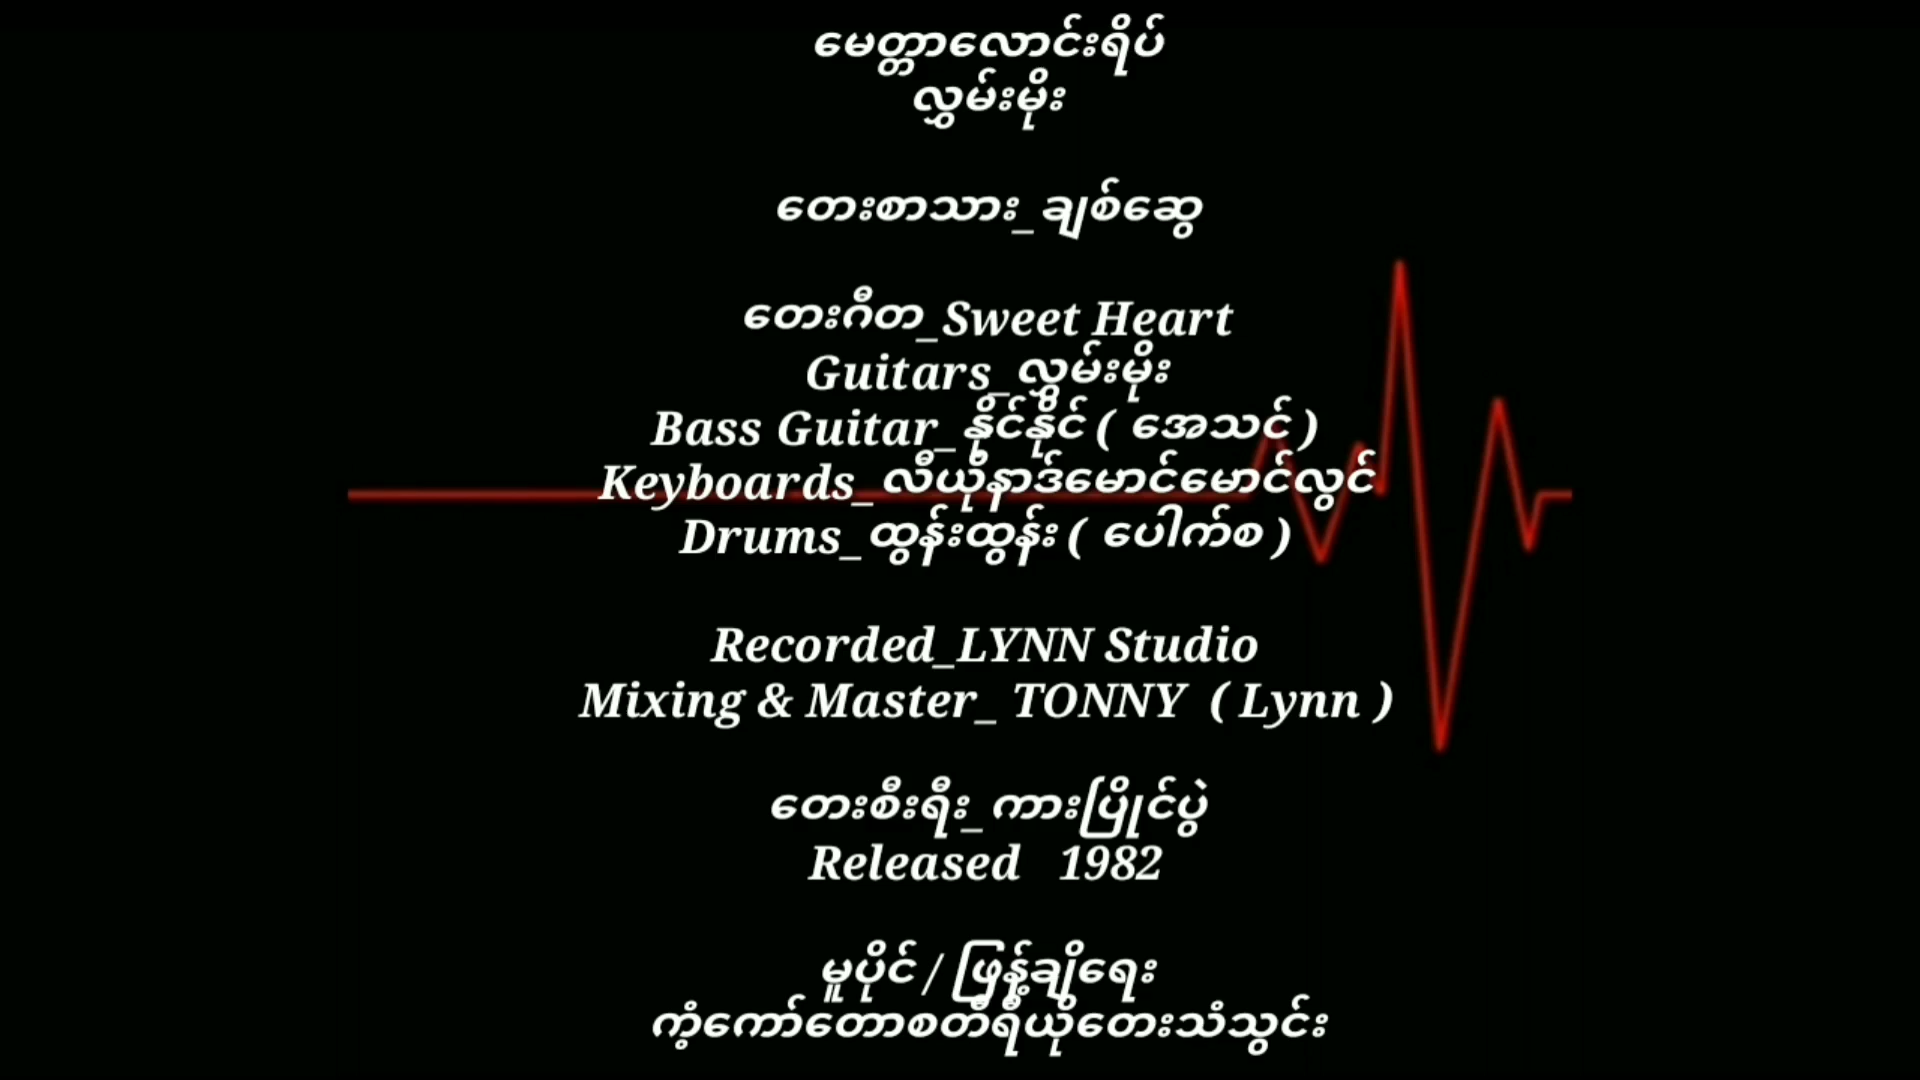 မေတ္တာလောင်းရိပ်
လွှမ်းမိုး
တေးစာသား_ချစ်ဆွေ
တေးဂီတ_Sweet Heart
Guitars_လွှမ်းမိုး
Bass Guitar_နိုင်နိုင် ( အေသင် )
Keyboards_လီယိုနာဒ်မောင်မောင်လွင်
Drums_ထွန်းထွန်း ( ပေါက်စ )
Recorded_LYNN Studio
Mixing & Master_ TONNY ( Lynn )
တေးစီးရီး_ကားပြိုင်ပွဲ
Released 1982
မူပိုင် / ဖြန့်ချိရေး
ကံ့ကော်တောစတီရီယိုတေးသံသွင်း